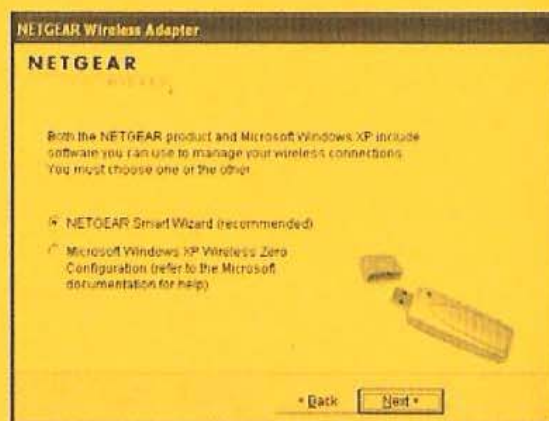 NETGEAR Wireless Adapter
NETGEAR
Both the NETGEAR product and Microsoft Windows XP include
software you can use to manage your wireless connections.
You must choose one or the other
NETGEAR Smart Wizard (recommended)
Microsoft Windows XP Wireless Zero
Configuration (refer to the Microsoft
documentation for help)
< Back
Next >